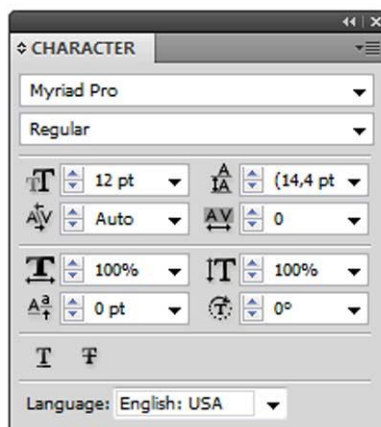 CHARACTER
Myriad Pro
Regular
12 pt (14,4 pt
Auto 0
100% 100%
0 pt 0°
T T
Language: English: USA